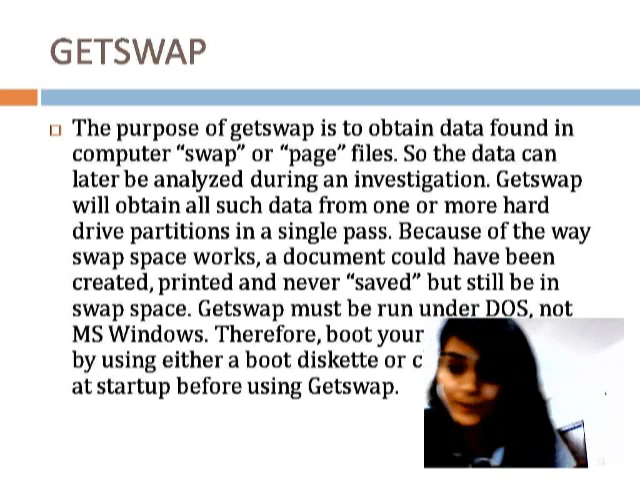 GETSWAP
The purpose of getswap is to obtain data found in
computer “swap” or “page” files. So the data can
later be analyzed during an investigation. Getswap
will obtain all such data from one or more hard
drive partitions in a single pass. Because of the way
swap space works, a document could have been
created, printed and never “saved” but still be in
swap space. Getswap must be run under DOS, not
MS Windows. Therefore, boot your
by using either a boot diskette or
at startup before using Getswap.